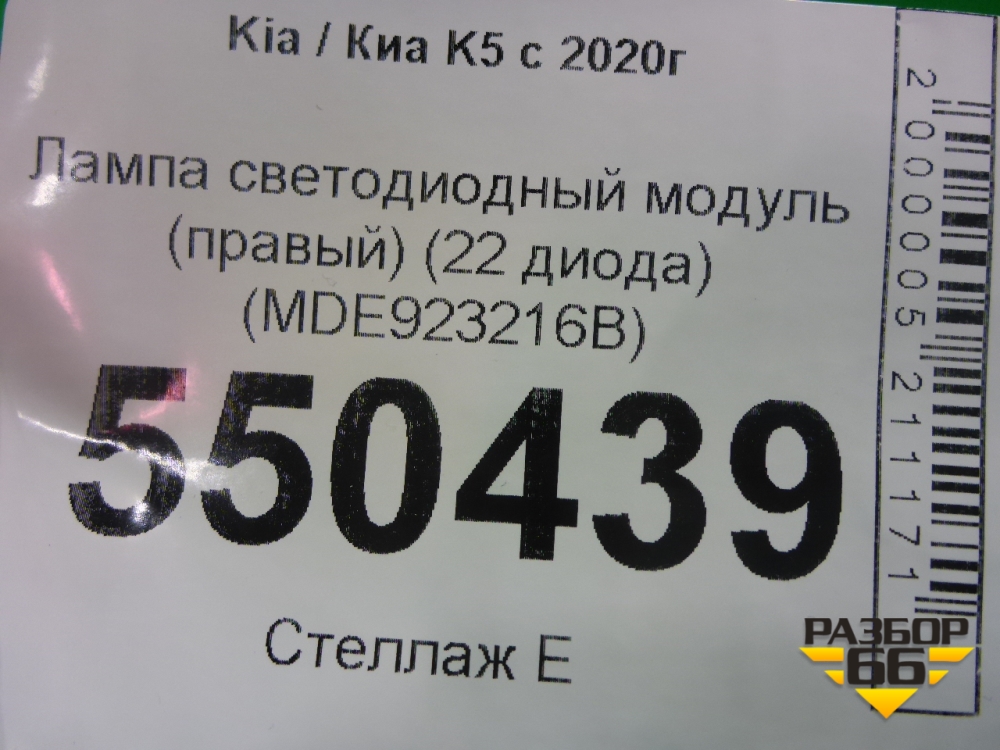 Kia / Киа K5 с 2020г
Лампа светодиодный модуль
(правый) (22 диода)
(MDE923216B)
550439
Стеллаж Е
2000005211171
РАЗБОР
66